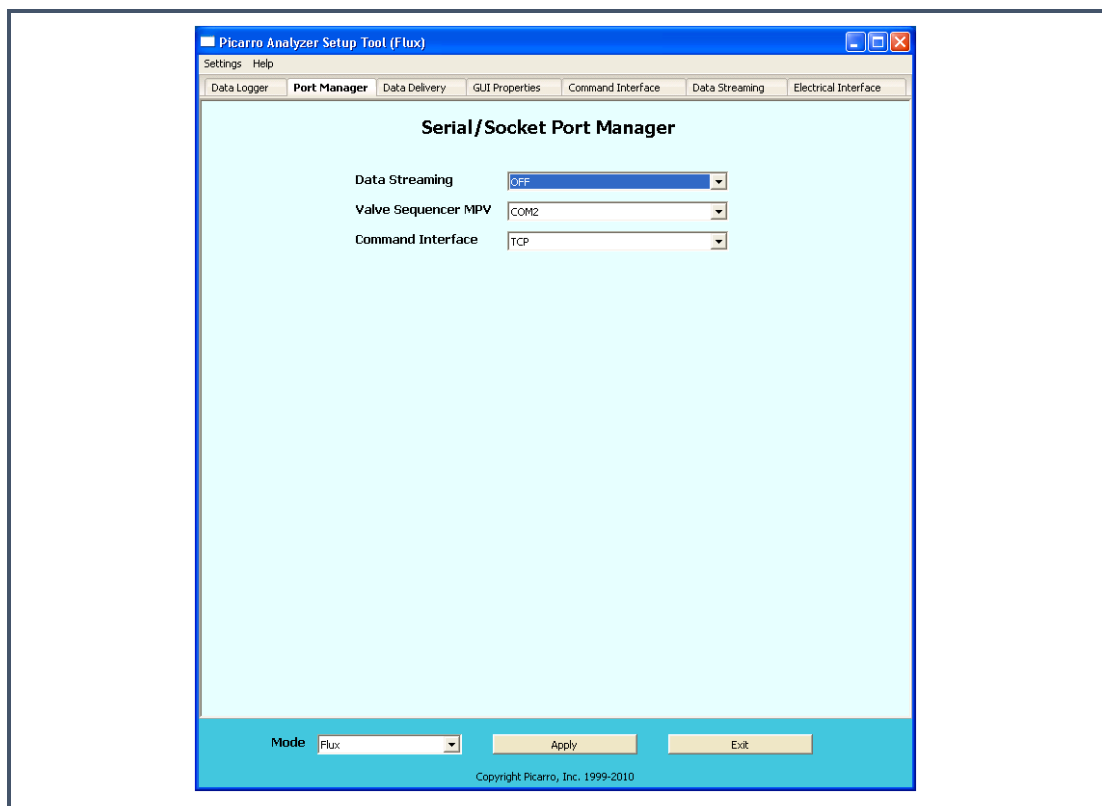 Picarro Analyzer Setup Tool (Flux)
Settings Help
Data Logger Port Manager Data Delivery GUI Properties Command Interface Data Streaming Electrical Interface
Serial/Socket Port Manager
Data Streaming OFF
Valve Sequencer MPV COM2
Command Interface TCP
Mode Flux Apply Exit
Copyright Picarro, Inc. 1999-2010